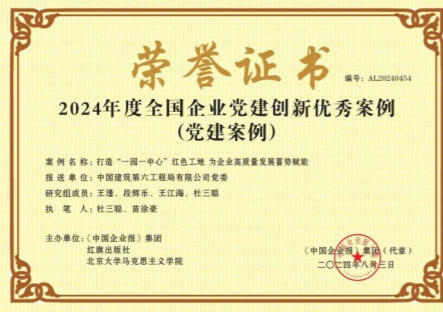 荣誉证书
编号：AL20240454
2024年度全国企业党建创新优秀案例
(党建案例)
案例名称：打造“一园一中心”红色工地 为企业高质量发展蓄势赋能
报送单位：中国建筑第六工程局有限公司党委
研究组成员：王瑾、段辉乐、王江海、杜三聪
执笔人：杜三聪、苗徐豪
主办单位：《中国企业报》集团
红旗出版社
北京大学马克思主义学院
《中国企业报》集团（代章）
二〇二四年八月三日